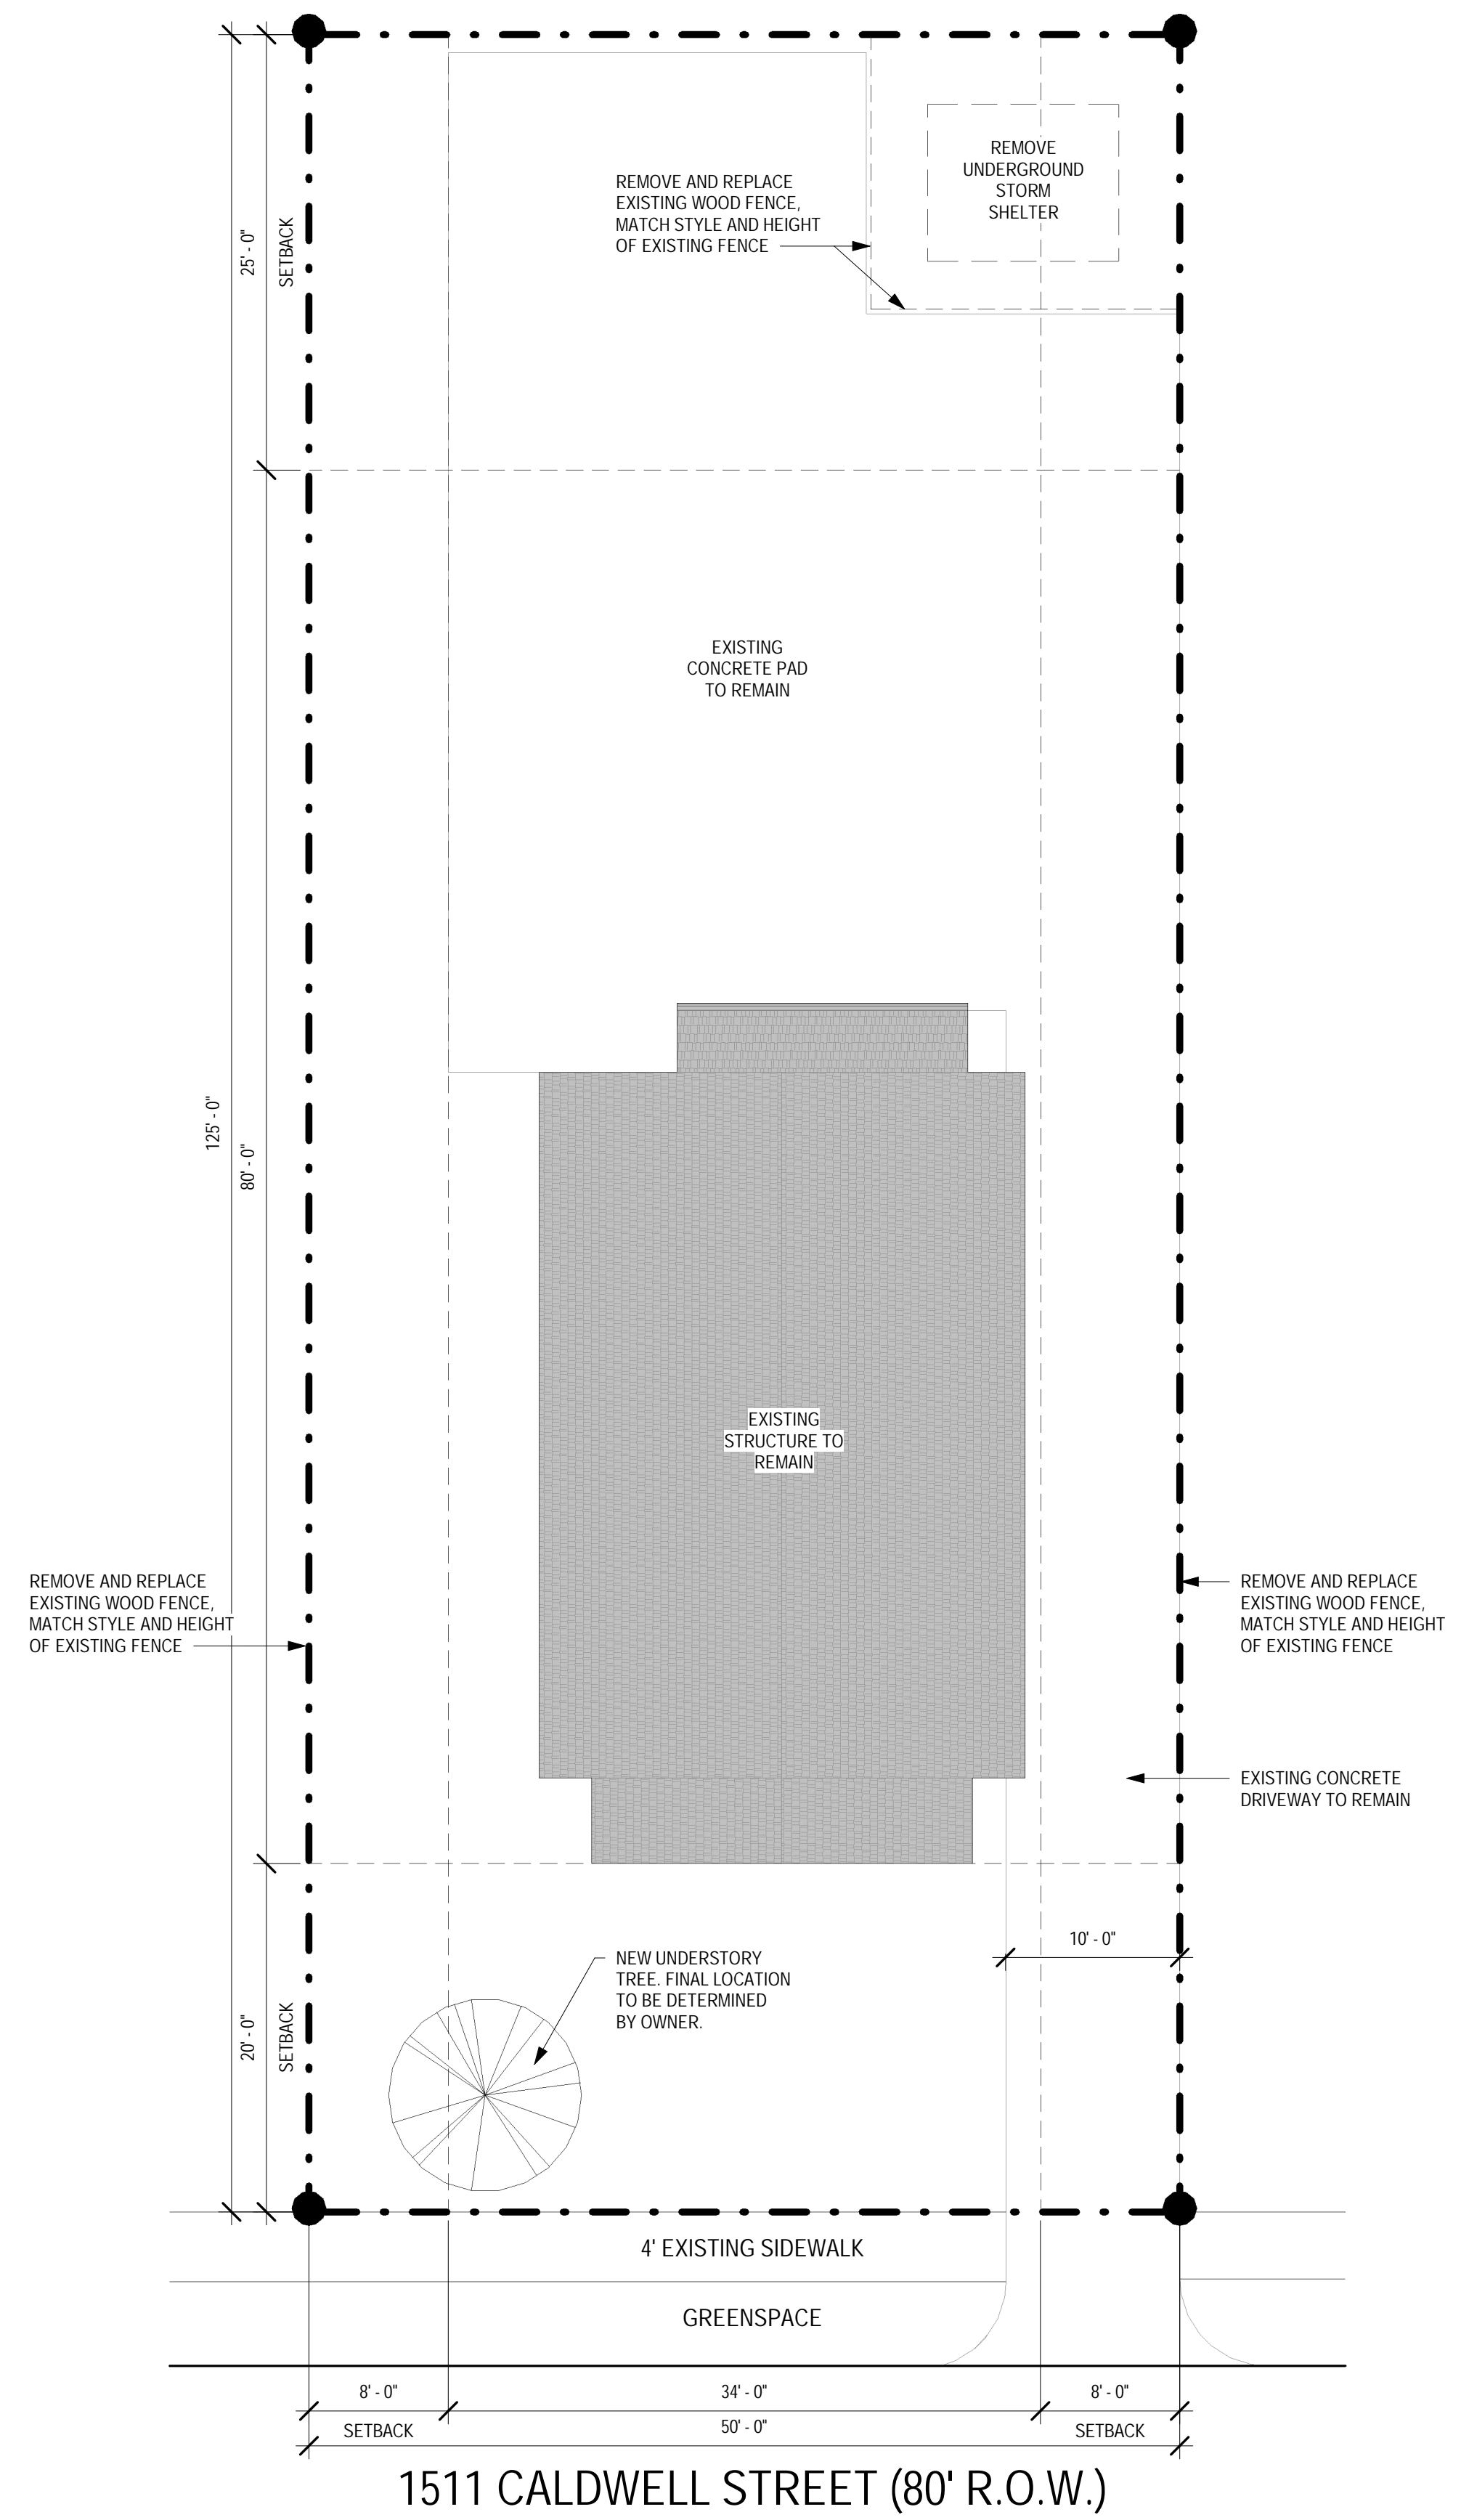 REMOVE
UNDERGROUND
STORM
SHELTER
REMOVE AND REPLACE
EXISTING WOOD FENCE,
MATCH STYLE AND HEIGHT
OF EXISTING FENCE
25' - 0"
SETBACK
EXISTING
CONCRETE PAD
TO REMAIN
125' - 0"
80' - 0"
EXISTING
STRUCTURE TO
REMAIN
REMOVE AND REPLACE
EXISTING WOOD FENCE,
MATCH STYLE AND HEIGHT
OF EXISTING FENCE
REMOVE AND REPLACE
EXISTING WOOD FENCE,
MATCH STYLE AND HEIGHT
OF EXISTING FENCE
EXISTING CONCRETE
DRIVEWAY TO REMAIN
10' - 0"
NEW UNDERSTORY
TREE. FINAL LOCATION
TO BE DETERMINED
BY OWNER.
20' - 0"
SETBACK
4' EXISTING SIDEWALK
GREENSPACE
8' - 0"
34' - 0"
8' - 0"
SETBACK
50' - 0"
SETBACK
1511 CALDWELL STREET (80' R.O.W.)